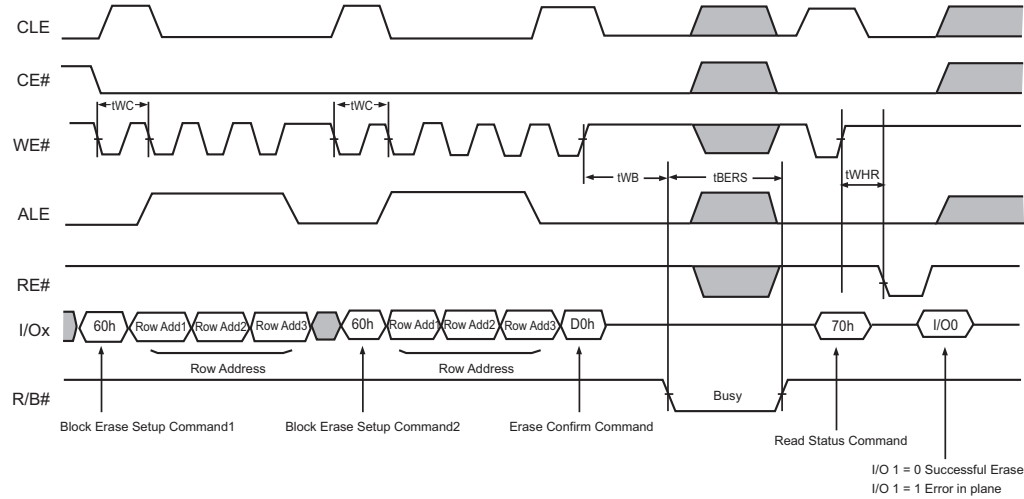 CLE
CE#
tWC
tWC
WE#
tWB
tBERS
tWHR
ALE
RE#
I/Ox
60h
Row Add1
Row Add2
Row Add3
60h
Row Add1
Row Add2
Row Add3
D0h
70h
I/O0
Row Address
Row Address
R/B#
Busy
Block Erase Setup Command1
Block Erase Setup Command2
Erase Confirm Command
Read Status Command
I/O 1 = 0 Successful Erase
I/O 1 = 1 Error in plane